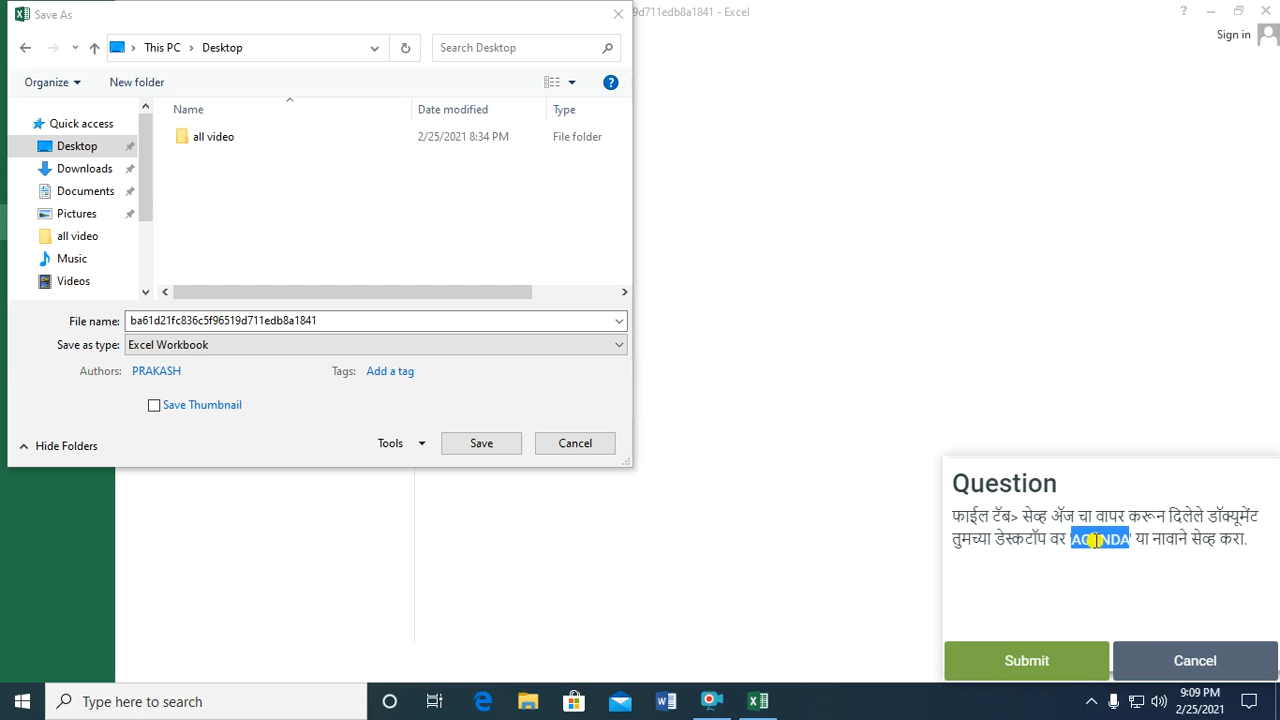 Save As
9d711edb8a1841 - Excel
Sign in
This PC > Desktop
Search Desktop
Organize
New folder
Name
Date modified
Type
Quick access
Desktop
Downloads
Documents
Pictures
all video
Music
Videos
all video
2/25/2021 8:34 PM
File folder
File name:
ba61d21fc836c5f96519d711edb8a1841
Save as type:
Excel Workbook
Authors:
PRAKASH
Tags:
Add a tag
Save Thumbnail
Hide Folders
Tools
Save
Cancel
Question
फाईल टॅब> सेव्ह ॲज चा वापर करून दिलेले डॉक्यूमेंट
तुमच्या डेस्कटॉप वर 'AGENDA' या नावाने सेव्ह करा.
Submit
Cancel
Type here to search
9:09 PM
2/25/2021